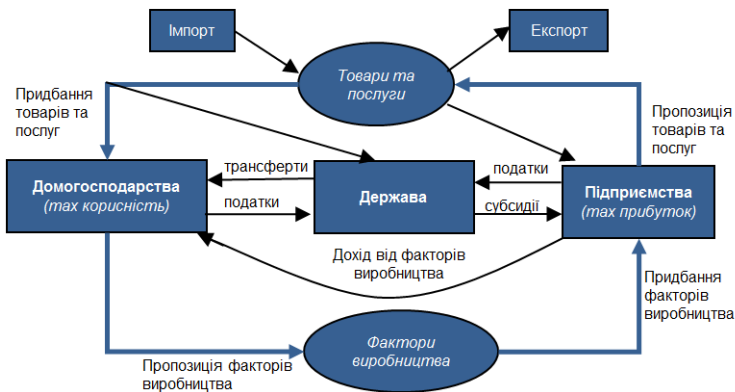 Імпорт
Експорт
Товари та
послуги
Придбання
товарів та
послуг
Пропозиція
товарів та
послуг
Домогосподарства
(max корисність)
трансферти
податки
Держава
податки
субсидії
Підприємства
(max прибуток)
Дохід від факторів
виробництва
Придбання
факторів
виробництва
Фактори
виробництва
Пропозиція факторів
виробництва